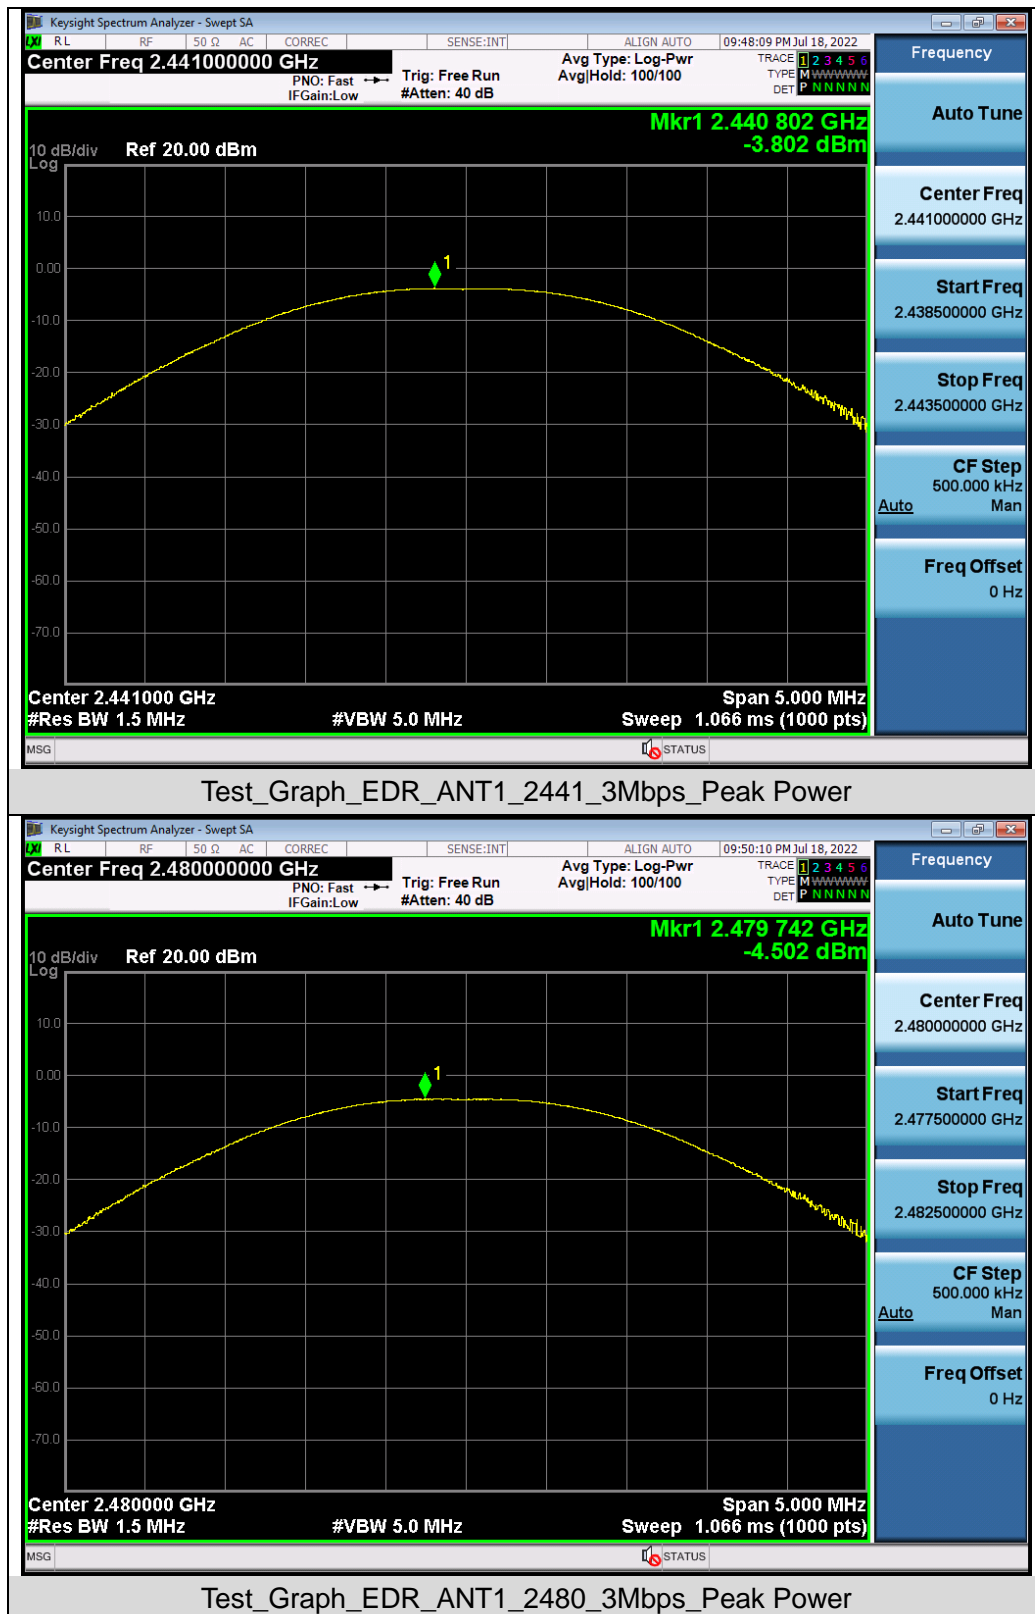 Keysight Spectrum Analyzer - Swept SA
LXI RL RF 50 Ω AC CORREC SENSE:INT ALIGN AUTO 09:48:09 PM Jul 18, 2022
Center Freq 2.441000000 GHz
PNO: Fast
IFGain:Low
Trig: Free Run
#Atten: 40 dB
Avg Type: Log-Pwr
Avg|Hold: 100/100
TRACE 1 2 3 4 5 6
TYPE M WWWWW
DET P N N N N N
Mkr1 2.440 802 GHz
-3.802 dBm
10 dB/div Ref 20.00 dBm
Log
1
10.0
0.00
-10.0
-20.0
-30.0
-40.0
-50.0
-60.0
-70.0
Center 2.441000 GHz Span 5.000 MHz
#Res BW 1.5 MHz #VBW 5.0 MHz Sweep 1.066 ms (1000 pts)
MSG STATUS
Frequency
Auto Tune
Center Freq
2.441000000 GHz
Start Freq
2.438500000 GHz
Stop Freq
2.443500000 GHz
CF Step
500.000 kHz
Auto Man
Freq Offset
0 Hz
Test_Graph_EDR_ANT1_2441_3Mbps_Peak Power
Keysight Spectrum Analyzer - Swept SA
LXI RL RF 50 Ω AC CORREC SENSE:INT ALIGN AUTO 09:50:10 PM Jul 18, 2022
Center Freq 2.480000000 GHz
PNO: Fast
IFGain:Low
Trig: Free Run
#Atten: 40 dB
Avg Type: Log-Pwr
Avg|Hold: 100/100
TRACE 1 2 3 4 5 6
TYPE M WWWWW
DET P N N N N N
Mkr1 2.479 742 GHz
-4.502 dBm
10 dB/div Ref 20.00 dBm
Log
1
10.0
0.00
-10.0
-20.0
-30.0
-40.0
-50.0
-60.0
-70.0
Center 2.480000 GHz Span 5.000 MHz
#Res BW 1.5 MHz #VBW 5.0 MHz Sweep 1.066 ms (1000 pts)
MSG STATUS
Frequency
Auto Tune
Center Freq
2.480000000 GHz
Start Freq
2.477500000 GHz
Stop Freq
2.482500000 GHz
CF Step
500.000 kHz
Auto Man
Freq Offset
0 Hz
Test_Graph_EDR_ANT1_2480_3Mbps_Peak Power